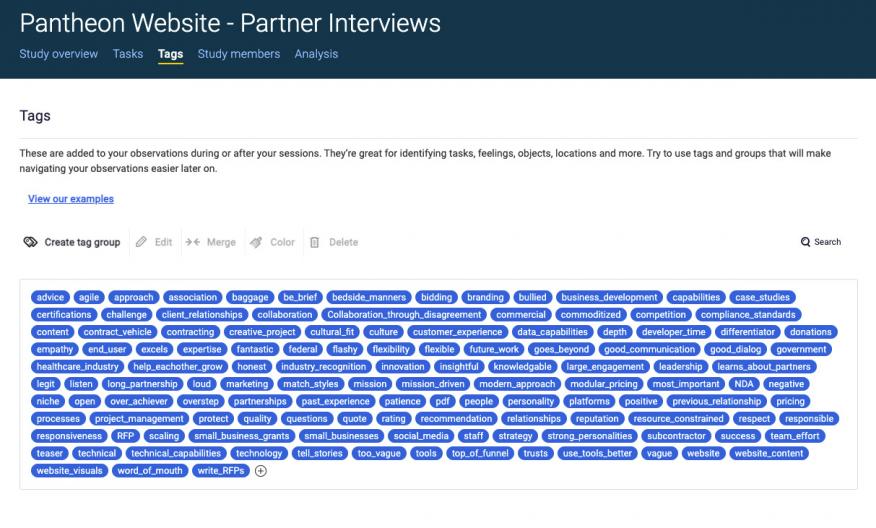 Pantheon Website - Partner Interviews
Study overview Tasks Tags Study members Analysis
Tags
These are added to your observations during or after your sessions. They're great for identifying tasks, feelings, objects, locations and more. Try to use tags and groups that will make
navigating your observations easier later on.
View our examples
Create tag group Edit Merge Color Delete Search
advice agile approach association baggage be_brief bedside_manners bidding branding bullied business_development capabilities case_studies
certifications challenge client_relationships collaboration Collaboration_through_disagreement commercial commoditized competition compliance_standards
content contract_vehicle contracting creative_project cultural_fit culture customer_experience data_capabilities depth developer_time differentiator donations
empathy end_user excels expertise fantastic federal flashy flexibility flexible future_work goes_beyond good_communication good_dialog government
healthcare_industry help_eachother_grow honest industry_recognition innovation insightful knowledgable large_engagement leadership learns_about_partners
legit listen long_partnership loud marketing match_styles mission mission_driven modern_approach modular_pricing most_important NDA negative
niche open over_achiever overstep partnerships past_experience patience pdf people personality platforms positive previous_relationship pricing
processes project_management protect quality questions quote rating recommendation relationships reputation resource_constrained respect responsible
responsiveness RFP scaling small_business_grants small_businesses social_media staff strategy strong_personalities subcontractor success team_effort
teaser technical technical_capabilities technology tell_stories too_vague tools top_of_funnel trusts use_tools_better vague website website_content
website_visuals word_of_mouth write_RFPs